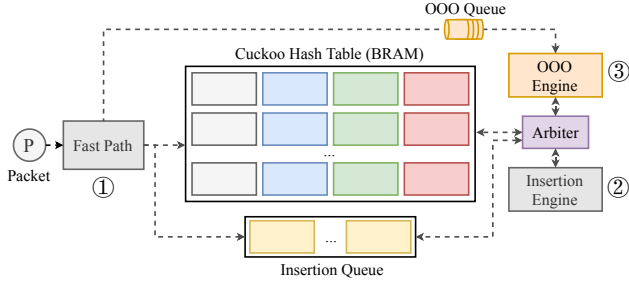 OOO Queue
Cuckoo Hash Table (BRAM)
③
OOO
Engine
P
Packet
Fast Path
①
...
Arbiter
②
Insertion
Engine
...
Insertion Queue